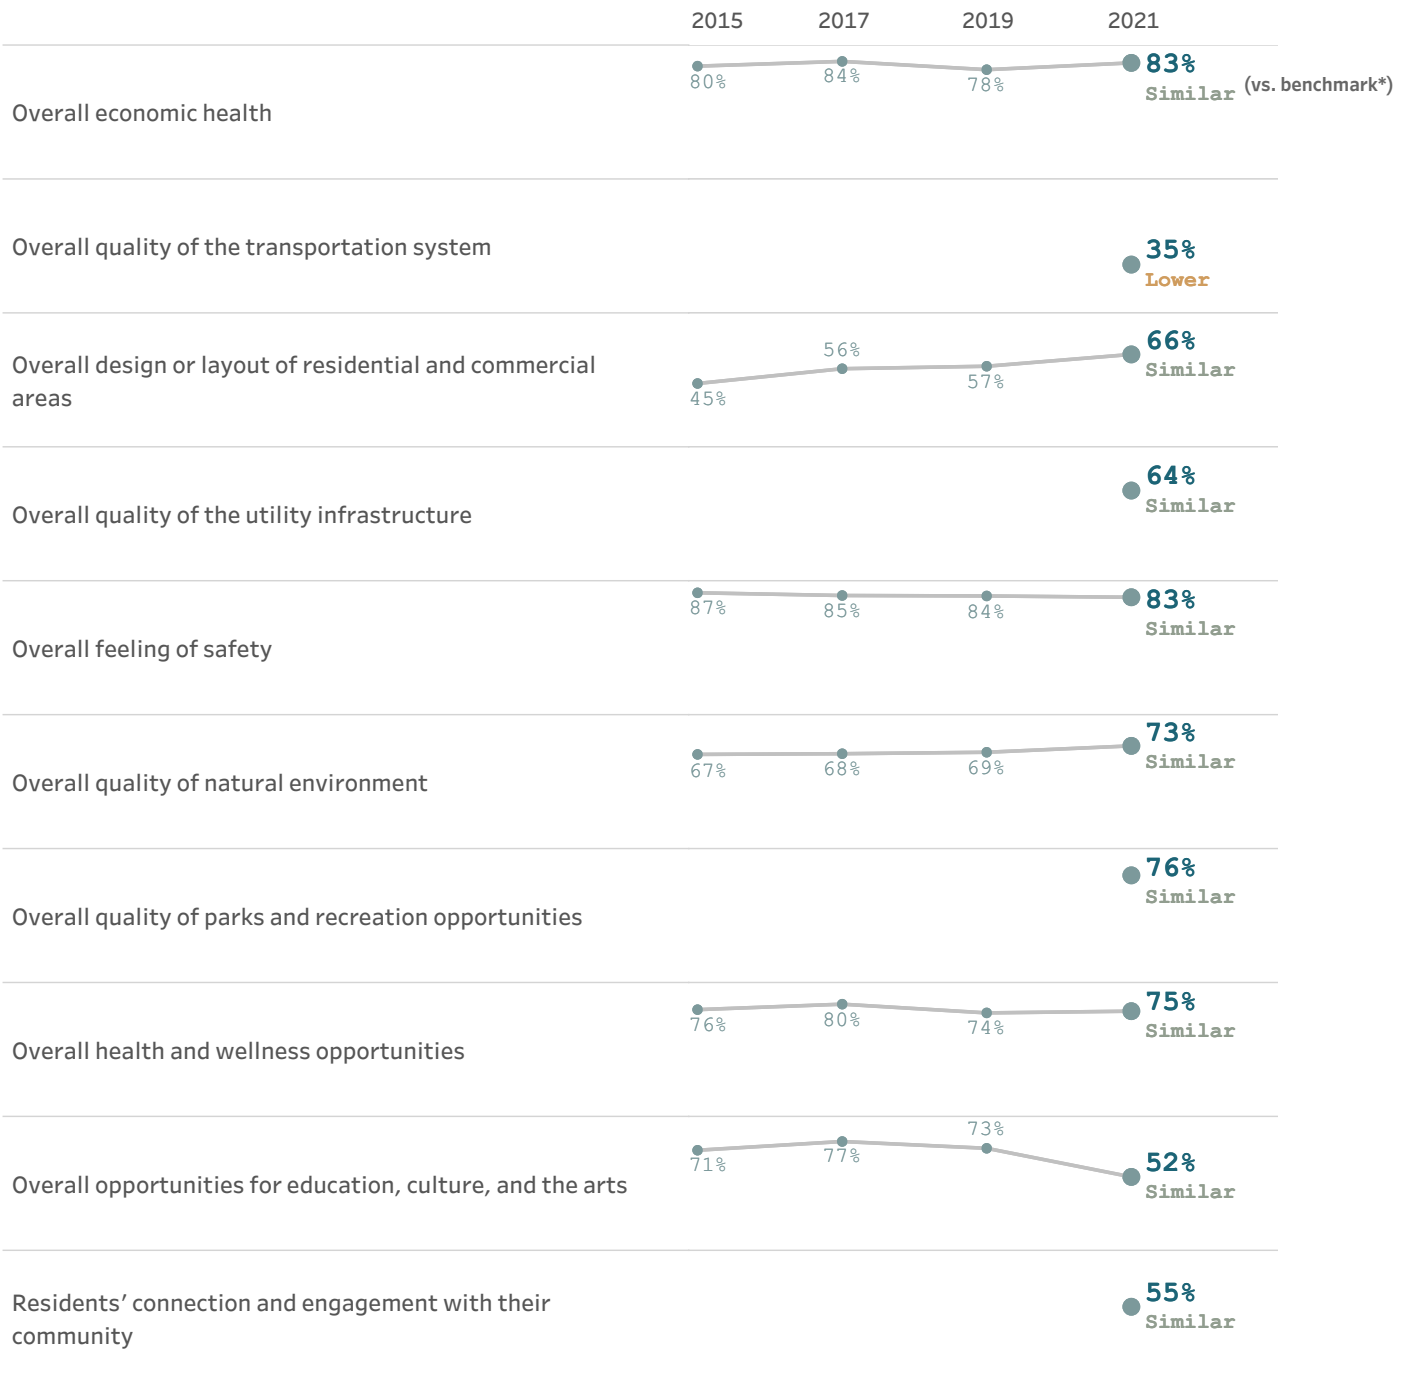 2015 2017 2019 2021
80% 84% 78% 83%
Similar (vs. benchmark*)
Overall economic health
Overall quality of the transportation system
35%
Lower
Overall design or layout of residential and commercial
areas
45% 56% 57% 66%
Similar
Overall quality of the utility infrastructure
64%
Similar
87% 85% 84% 83%
Similar
Overall feeling of safety
67% 68% 69% 73%
Similar
Overall quality of natural environment
76%
Similar
Overall quality of parks and recreation opportunities
76% 80% 74% 75%
Similar
Overall health and wellness opportunities
71% 77% 73% 52%
Similar
Overall opportunities for education, culture, and the arts
Residents’ connection and engagement with their
community
55%
Similar